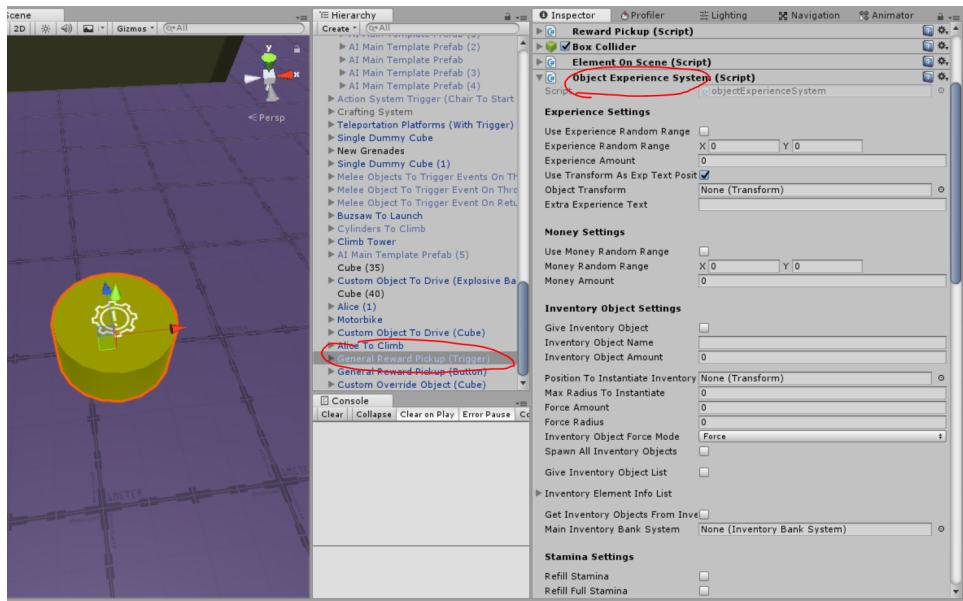 Scene
2D
Gizmos
All
Persp
y
x
1METER
Hierarchy
Create
All
AI Main Template Prefab (2)
AI Main Template Prefab
AI Main Template Prefab (3)
AI Main Template Prefab (4)
Action System Trigger (Chair To Start
Crafting System
Teleportation Platforms (With Trigger)
Single Dummy Cube
New Grenades
Single Dummy Cube (1)
Melee Objects To Trigger Events On Th
Melee Object To Trigger Event On Thro
Melee Object To Trigger Event On Retu
Buzsaw To Launch
Cylinders To Climb
Climb Tower
AI Main Template Prefab (5)
Cube (35)
Custom Object To Drive (Explosive Ba
Cube (40)
Alice (1)
Motorbike
Custom Object To Drive (Cube)
Alice To Climb
General Reward Pickup (Trigger)
General Reward Pickup (Button)
Custom Override Object (Cube)
Console
Clear Collapse Clear on Play Error Pause Co
Inspector Profiler Lighting Navigation Animator
Reward Pickup (Script)
Box Collider
Element On Scene (Script)
Object Experience System (Script)
Script objectExperienceSystem
Experience Settings
Use Experience Random Range
Experience Random Range X 0 Y 0
Experience Amount 0
Use Transform As Exp Text Posit
Object Transform None (Transform)
Extra Experience Text
Money Settings
Use Money Random Range
Money Random Range X 0 Y 0
Money Amount 0
Inventory Object Settings
Give Inventory Object
Inventory Object Name
Inventory Object Amount 0
Position To Instantiate Inventory None (Transform)
Max Radius To Instantiate 0
Force Amount 0
Force Radius 0
Inventory Object Force Mode Force
Spawn All Inventory Objects
Give Inventory Object List
Inventory Element Info List
Get Inventory Objects From Inve
Main Inventory Bank System None (Inventory Bank System)
Stamina Settings
Refill Stamina
Refill Full Stamina